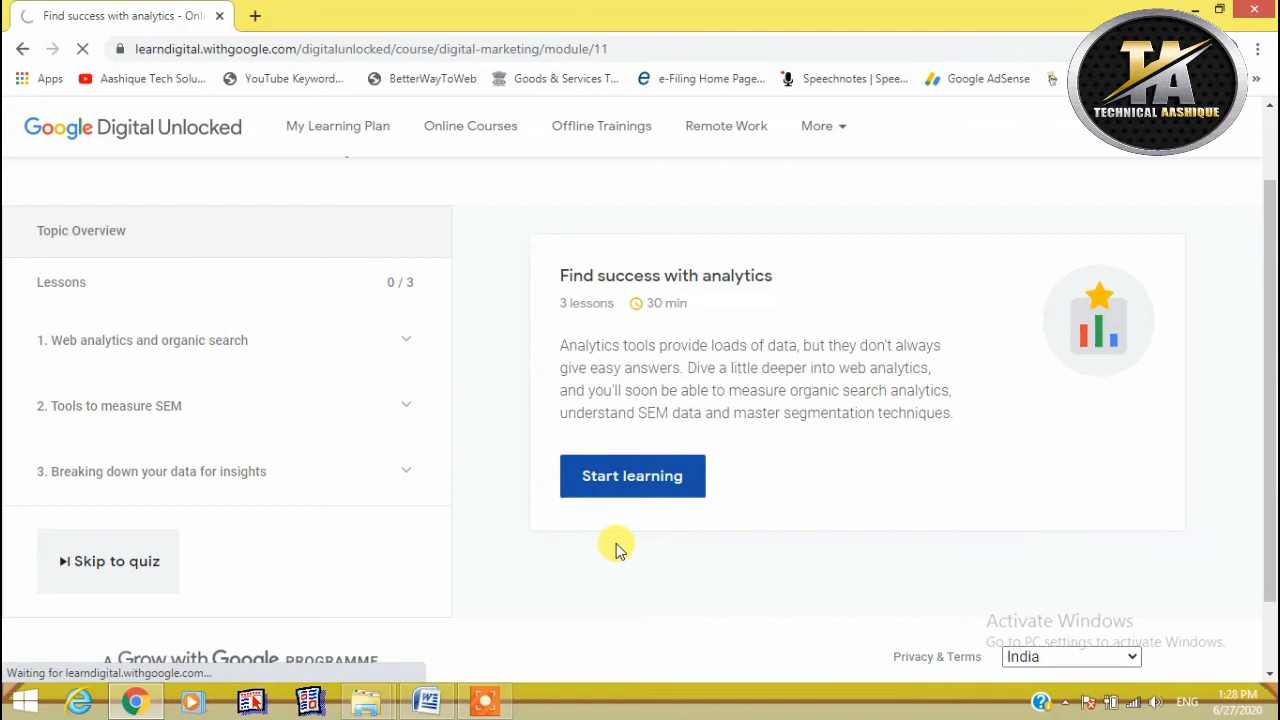 Find success with analytics - Onli
learndigital.withgoogle.com/digitalunlocked/course/digital-marketing/module/11
Apps
Aashique Tech Solu...
YouTube Keyword...
BetterWayToWeb
Goods & Services T...
e-Filing Home Page...
Speechnotes | Spee...
Google AdSense
»
TA
TECHNICAL AASHIQUE
Google Digital Unlocked
My Learning Plan
Online Courses
Offline Trainings
Remote Work
More
Topic Overview
Lessons 0 / 3
1. Web analytics and organic search
2. Tools to measure SEM
3. Breaking down your data for insights
Skip to quiz
Find success with analytics
3 lessons 30 min
Analytics tools provide loads of data, but they don't always
give easy answers. Dive a little deeper into web analytics,
and you'll soon be able to measure organic search analytics,
understand SEM data and master segmentation techniques.
Start learning
Activate Windows
Go to PC settings to activate Windows.
A Grow with Google PROGRAMME
Privacy & Terms
India
Waiting for learndigital.withgoogle.com...
ENG
1:28 PM
6/27/2020